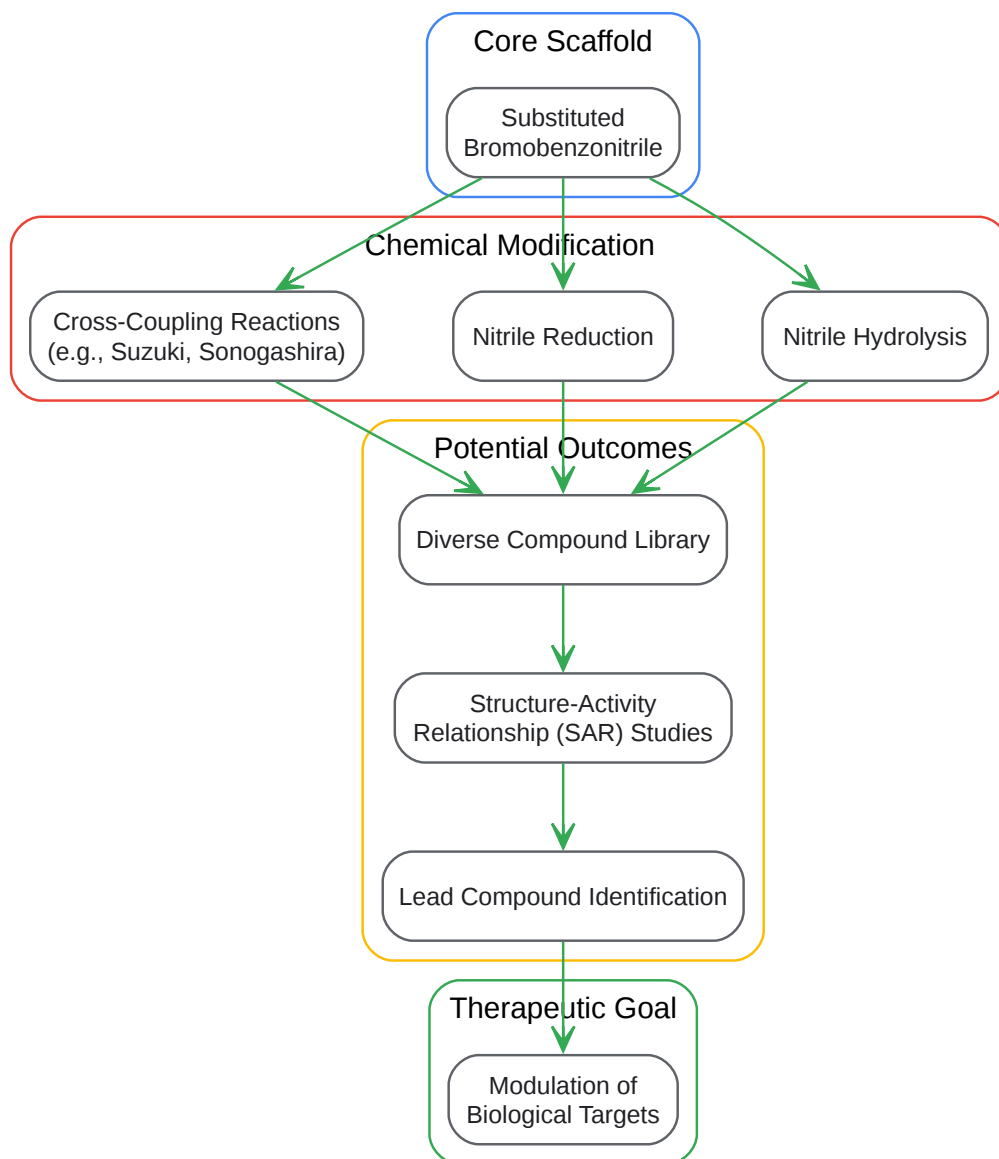 Core Scaffold
Substituted
Bromobenzonitrile
Chemical Modification
Cross-Coupling Reactions
(e.g., Suzuki, Sonogashira)
Nitrile Reduction
Nitrile Hydrolysis
Potential Outcomes
Diverse Compound Library
Structure-Activity
Relationship (SAR) Studies
Lead Compound Identification
Therapeutic Goal
Modulation of
Biological Targets